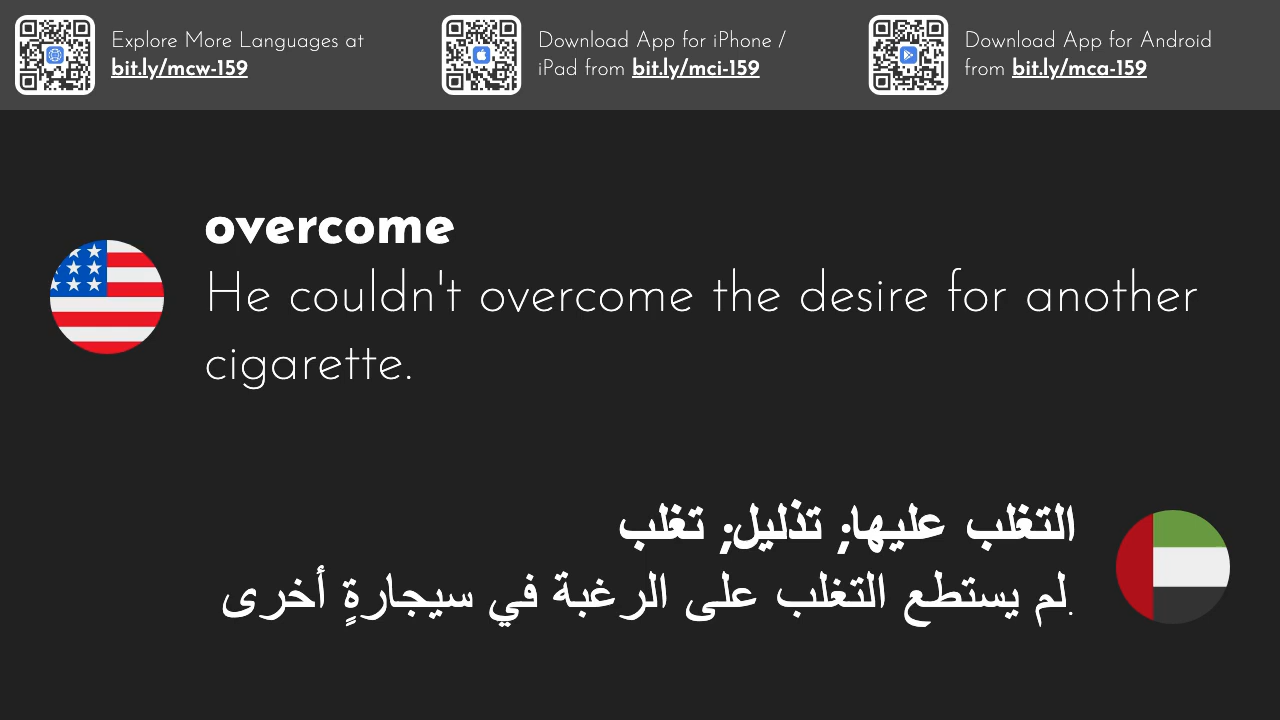 Explore More Languages at
bit.ly/mcw-159
Download App for iPhone /
iPad from bit.ly/mci-159
Download App for Android
from bit.ly/mca-159
overcome
He couldn't overcome the desire for another
cigarette.
التغلب عليها; تذليل; تغلب
لم يستطع التغلب على الرغبة في سيجارةٍ أخرى.